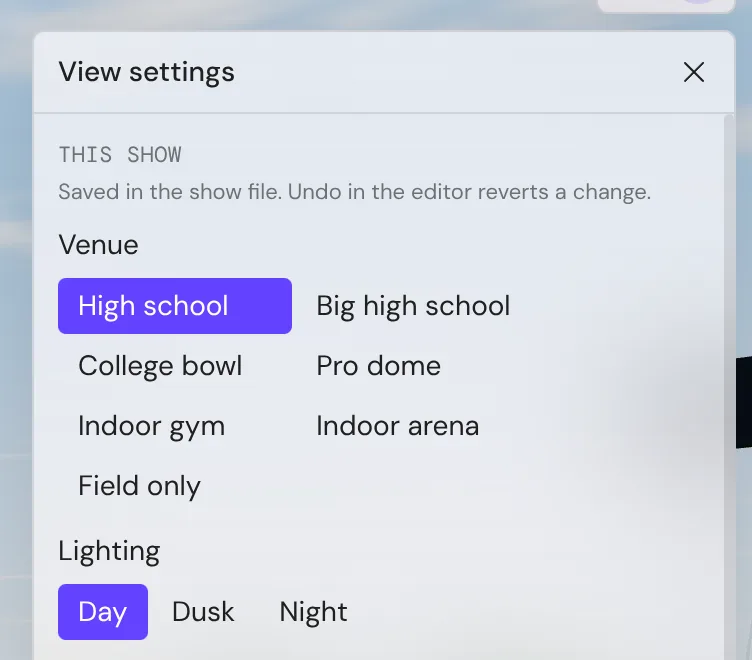 View settings
THIS SHOW
Saved in the show file. Undo in the editor reverts a change.
Venue
High school Big high school
College bowl Pro dome
Indoor gym Indoor arena
Field only
Lighting
Day Dusk Night